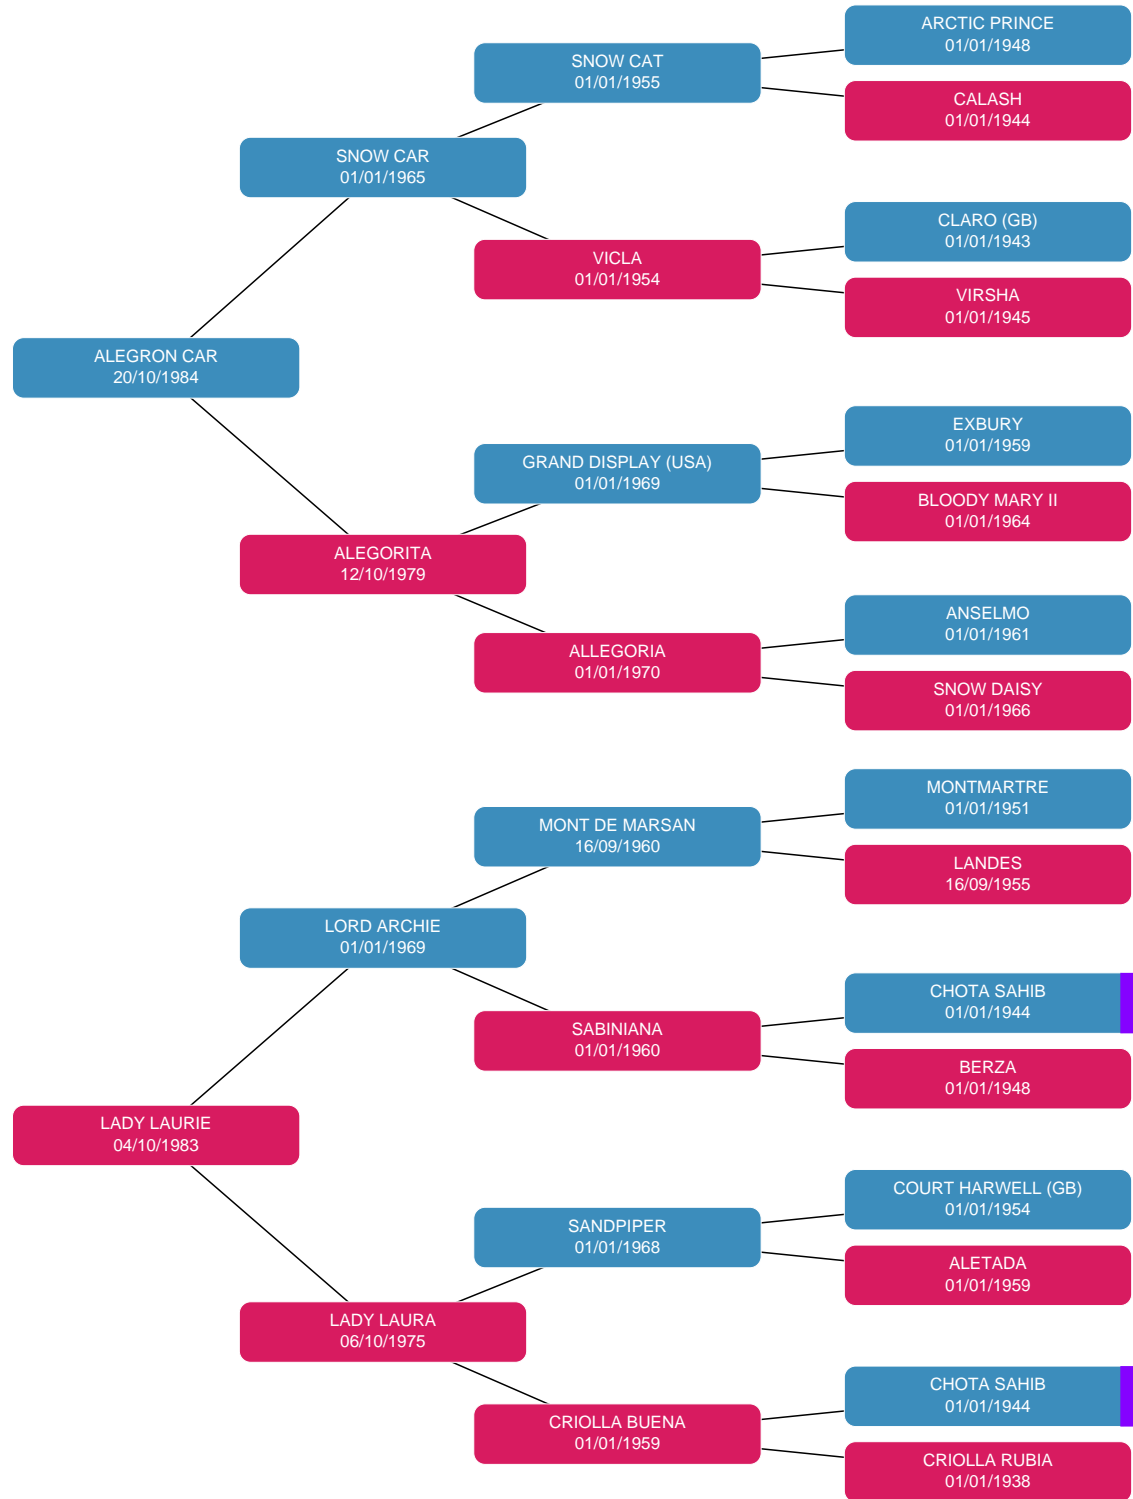 ARCTIC PRINCE
01/01/1948
SNOW CAT
01/01/1955
CALASH
01/01/1944
SNOW CAR
01/01/1965
CLARO (GB)
01/01/1943
VICLA
01/01/1954
VIRSHA
01/01/1945
ALEGRON CAR
20/10/1984
EXBURY
01/01/1959
GRAND DISPLAY (USA)
01/01/1969
BLOODY MARY II
01/01/1964
ALEGORITA
12/10/1979
ANSELMO
01/01/1961
ALLEGORIA
01/01/1970
SNOW DAISY
01/01/1966
MONTMARTRE
01/01/1951
MONT DE MARSAN
16/09/1960
LANDES
16/09/1955
LORD ARCHIE
01/01/1969
CHOTA SAHIB
01/01/1944
SABINIANA
01/01/1960
BERZA
01/01/1948
LADY LAURIE
04/10/1983
COURT HARWELL (GB)
01/01/1954
SANDPIPER
01/01/1968
ALETADA
01/01/1959
LADY LAURA
06/10/1975
CHOTA SAHIB
01/01/1944
CRIOLLA BUENA
01/01/1959
CRIOLLA RUBIA
01/01/1938